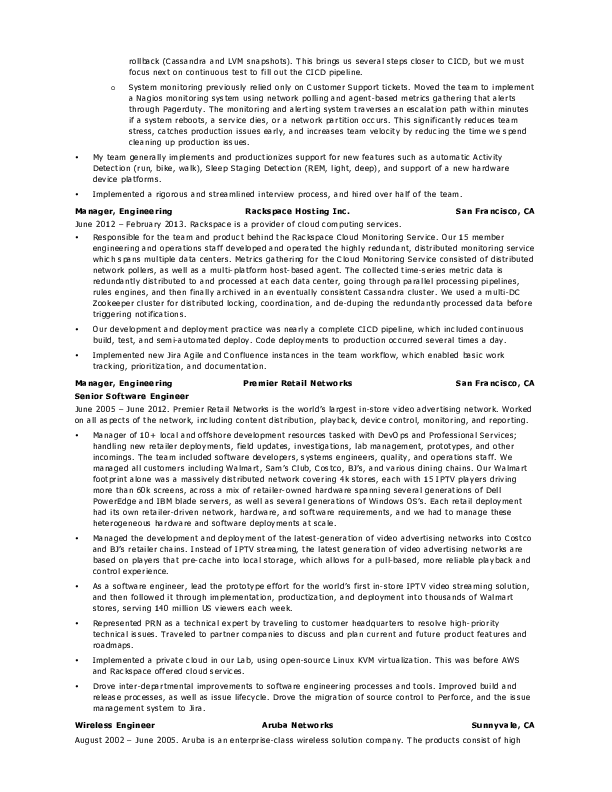 rollback (Cassandra and LVM snapshots). This brings us several steps closer to CICD, but we must
focus next on continuous test to fill out the CICD pipeline.
o System monitoring previously relied only on Customer Support tickets. Moved the team to implement
a Nagios monitoring system using network polling and agent-based metrics gathering that alerts
through Pagerduty. The monitoring and alerting system traverses an escalation path within minutes
if a system reboots, a service dies, or a network partition occurs. This significantly reduces team
stress, catches production issues early, and increases team velocity by reducing the time we spend
cleaning up production issues.
• My team generally implements and productionizes support for new features such as automatic Activity
Detection (run, bike, walk), Sleep Staging Detection (REM, light, deep), and support of a new hardware
device platforms.
• Implemented a rigorous and streamlined interview process, and hired over half of the team.
Manager, Engineering Rackspace Hosting Inc. San Francisco, CA
June 2012 – February 2013. Rackspace is a provider of cloud computing services.
• Responsible for the team and product behind the Rackspace Cloud Monitoring Service. Our 15 member
engineering and operations staff developed and operated the highly redundant, distributed monitoring service
which spans multiple data centers. Metrics gathering for the Cloud Monitoring Service consisted of distributed
network pollers, as well as a multi-platform host-based agent. The collected time-series metric data is
redundantly distributed to and processed at each data center, going through parallel processing pipelines,
rules engines, and then finally archived in an eventually consistent Cassandra cluster. We used a multi-DC
Zookeeper cluster for distributed locking, coordination, and de-duping the redundantly processed data before
triggering notifications.
• Our development and deployment practice was nearly a complete CICD pipeline, which included continuous
build, test, and semi-automated deploy. Code deployments to production occurred several times a day.
• Implemented new Jira Agile and Confluence instances in the team workflow, which enabled basic work
tracking, prioritization, and documentation.
Manager, Engineering Premier Retail Networks San Francisco, CA
Senior Software Engineer
June 2005 – June 2012. Premier Retail Networks is the world's largest in-store video advertising network. Worked
on all aspects of the network, including content distribution, playback, device control, monitoring, and reporting.
• Manager of 10+ local and offshore development resources tasked with DevOps and Professional Services;
handling new retailer deployments, field updates, investigations, lab management, prototypes, and other
incomings. The team included software developers, systems engineers, quality, and operations staff. We
managed all customers including Walmart, Sam's Club, Costco, BJ's, and various dining chains. Our Walmart
footprint alone was a massively distributed network covering 4k stores, each with 15 IPTV players driving
more than 60k screens, across a mix of retailer-owned hardware spanning several generations of Dell
PowerEdge and IBM blade servers, as well as several generations of Windows OS's. Each retail deployment
had its own retailer-driven network, hardware, and software requirements, and we had to manage these
heterogeneous hardware and software deployments at scale.
• Managed the development and deployment of the latest-generation of video advertising networks into Costco
and BJ's retailer chains. Instead of IPTV streaming, the latest generation of video advertising networks are
based on players that pre-cache into local storage, which allows for a pull-based, more reliable playback and
control experience.
• As a software engineer, lead the prototype effort for the world's first in-store IPTV video streaming solution,
and then followed it through implementation, productization, and deployment into thousands of Walmart
stores, serving 140 million US viewers each week.
• Represented PRN as a technical expert by traveling to customer headquarters to resolve high-priority
technical issues. Traveled to partner companies to discuss and plan current and future product features and
roadmaps.
• Implemented a private cloud in our Lab, using open-source Linux KVM virtualization. This was before AWS
and Rackspace offered cloud services.
• Drove inter-departmental improvements to software engineering processes and tools. Improved build and
release processes, as well as issue lifecycle. Drove the migration of source control to Perforce, and the issue
management system to Jira.
Wireless Engineer Aruba Networks Sunnyvale, CA
August 2002 – June 2005. Aruba is an enterprise-class wireless solution company. The products consist of high